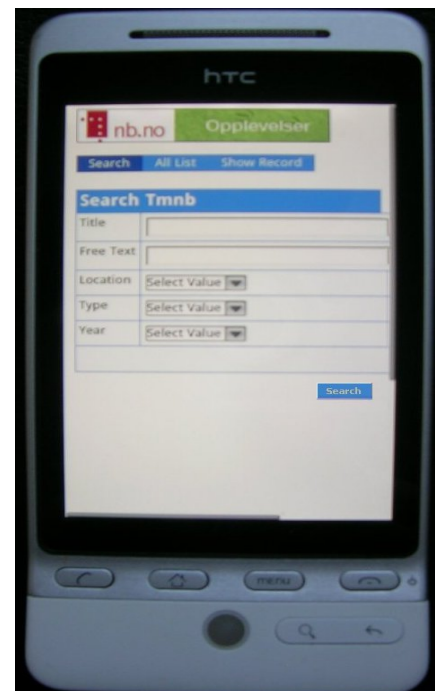 hTC
nb.no Opplevelser
Search All List Show Record
Search Tmnb
Title
Free Text
Location Select Value
Type Select Value
Year Select Value
Search
menu